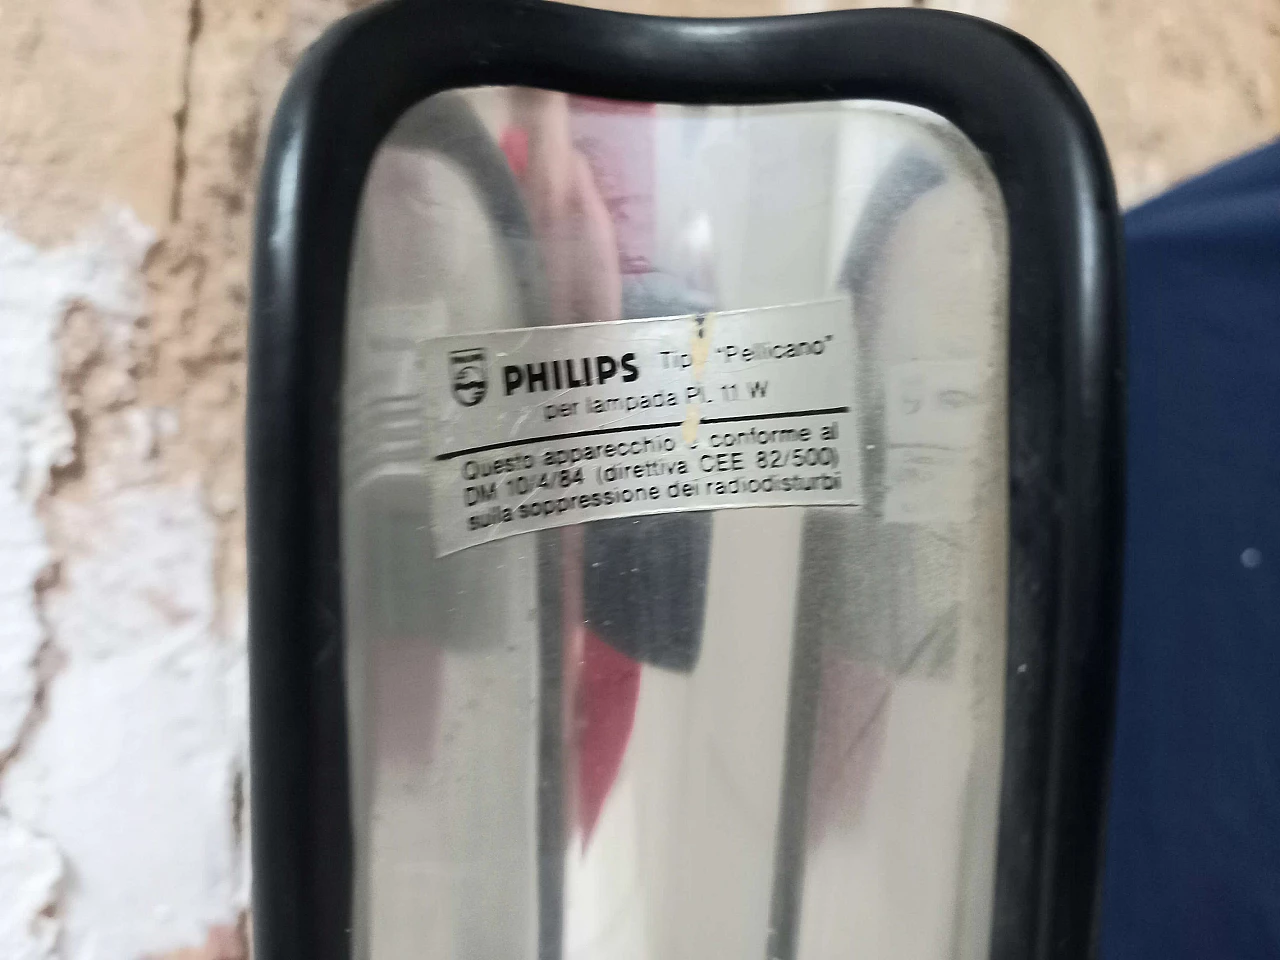 PHILIPS Tipo "Pellicano"
per lampada PL 11 W
Questo apparecchio è conforme al
DM 10/4/84 (direttiva CEE 82/500)
sulla soppressione dei radiodisturbi